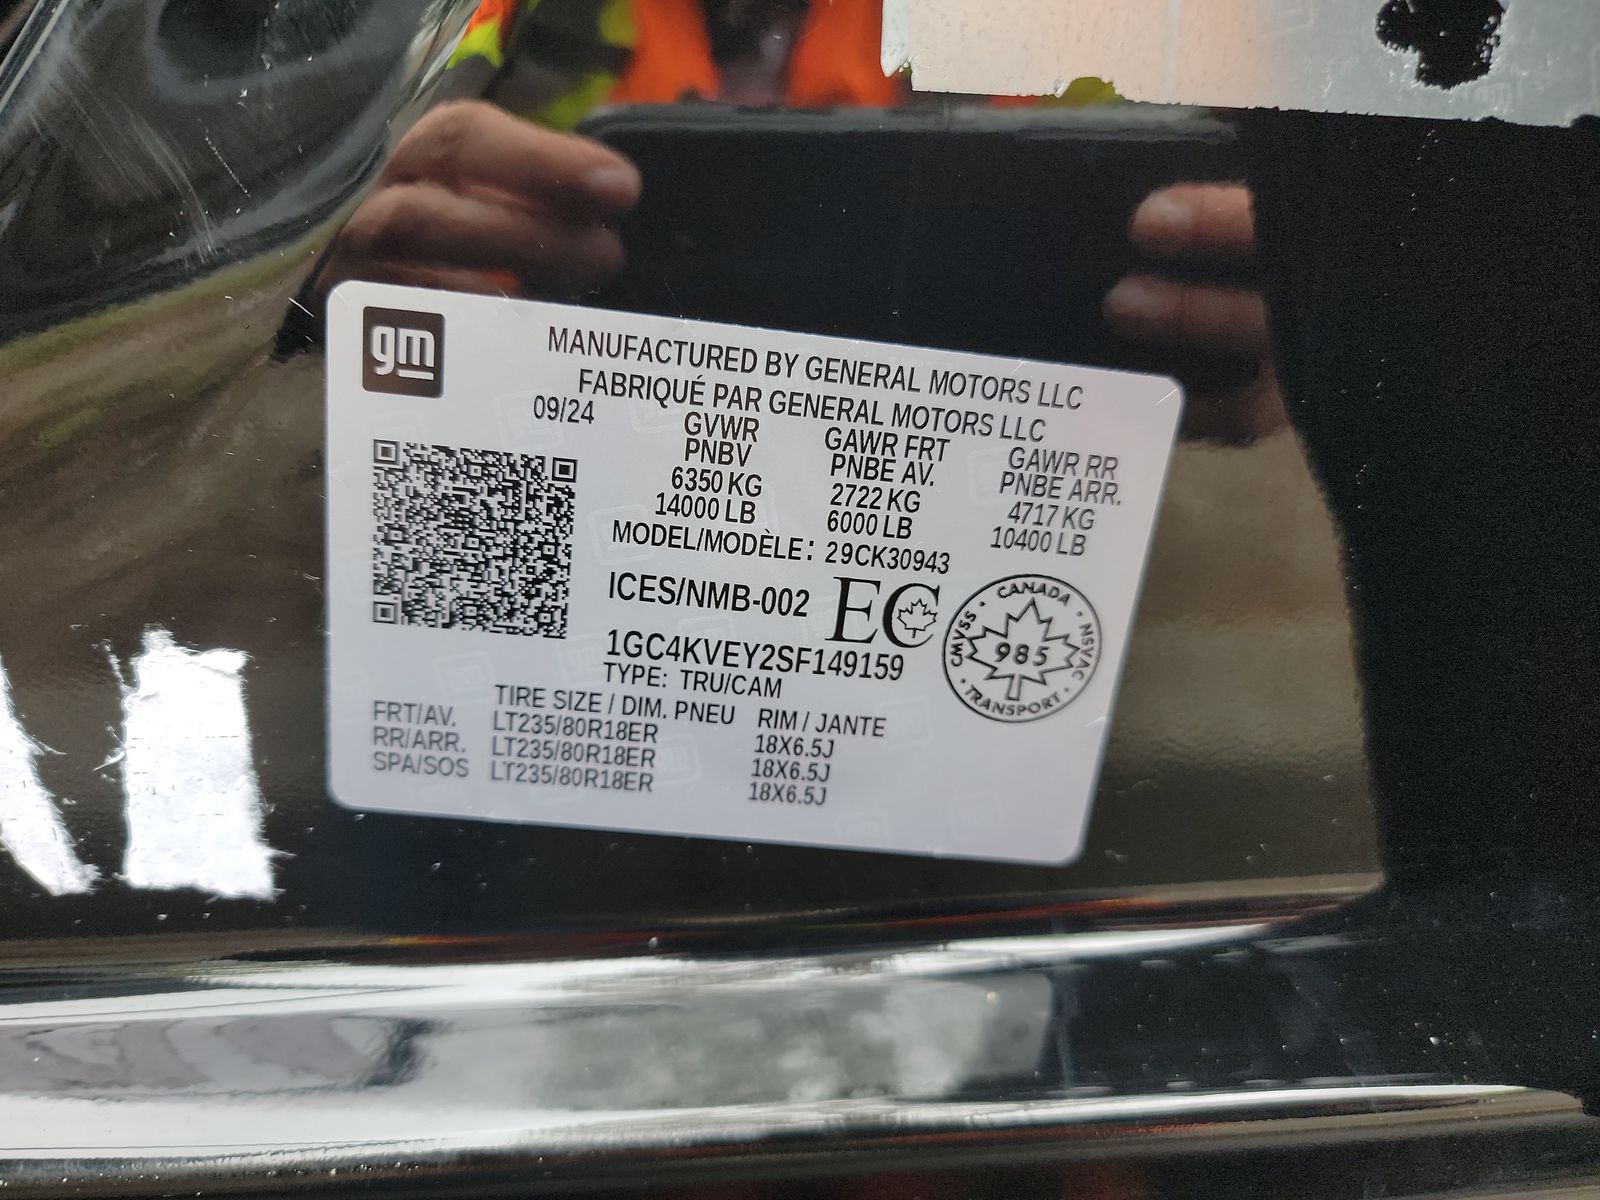 gm
MANUFACTURED BY GENERAL MOTORS LLC
FABRIQUÉ PAR GENERAL MOTORS LLC
09/24 GVWR GAWR FRT GAWR RR
PNBV PNBE AV. PNBE ARR.
6350 KG 2722 KG 4717 KG
14000 LB 6000 LB 10400 LB
MODEL/MODÈLE: 29CK30943
ICES/NMB-002 EC
1GC4KVEY2SF149159
TYPE: TRU/CAM
CANADA · NSVAC · TRANSPORT · CMVSS ·
985
TIRE SIZE / DIM. PNEU RIM / JANTE
FRT/AV. LT235/80R18ER 18X6.5J
RR/ARR. LT235/80R18ER 18X6.5J
SPA/SOS LT235/80R18ER 18X6.5J